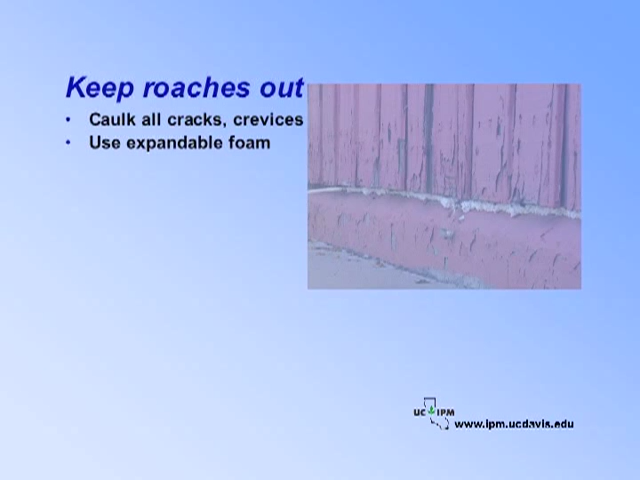 Keep roaches out
• Caulk all cracks, crevices
• Use expandable foam
UC IPM
www.ipm.ucdavis.edu